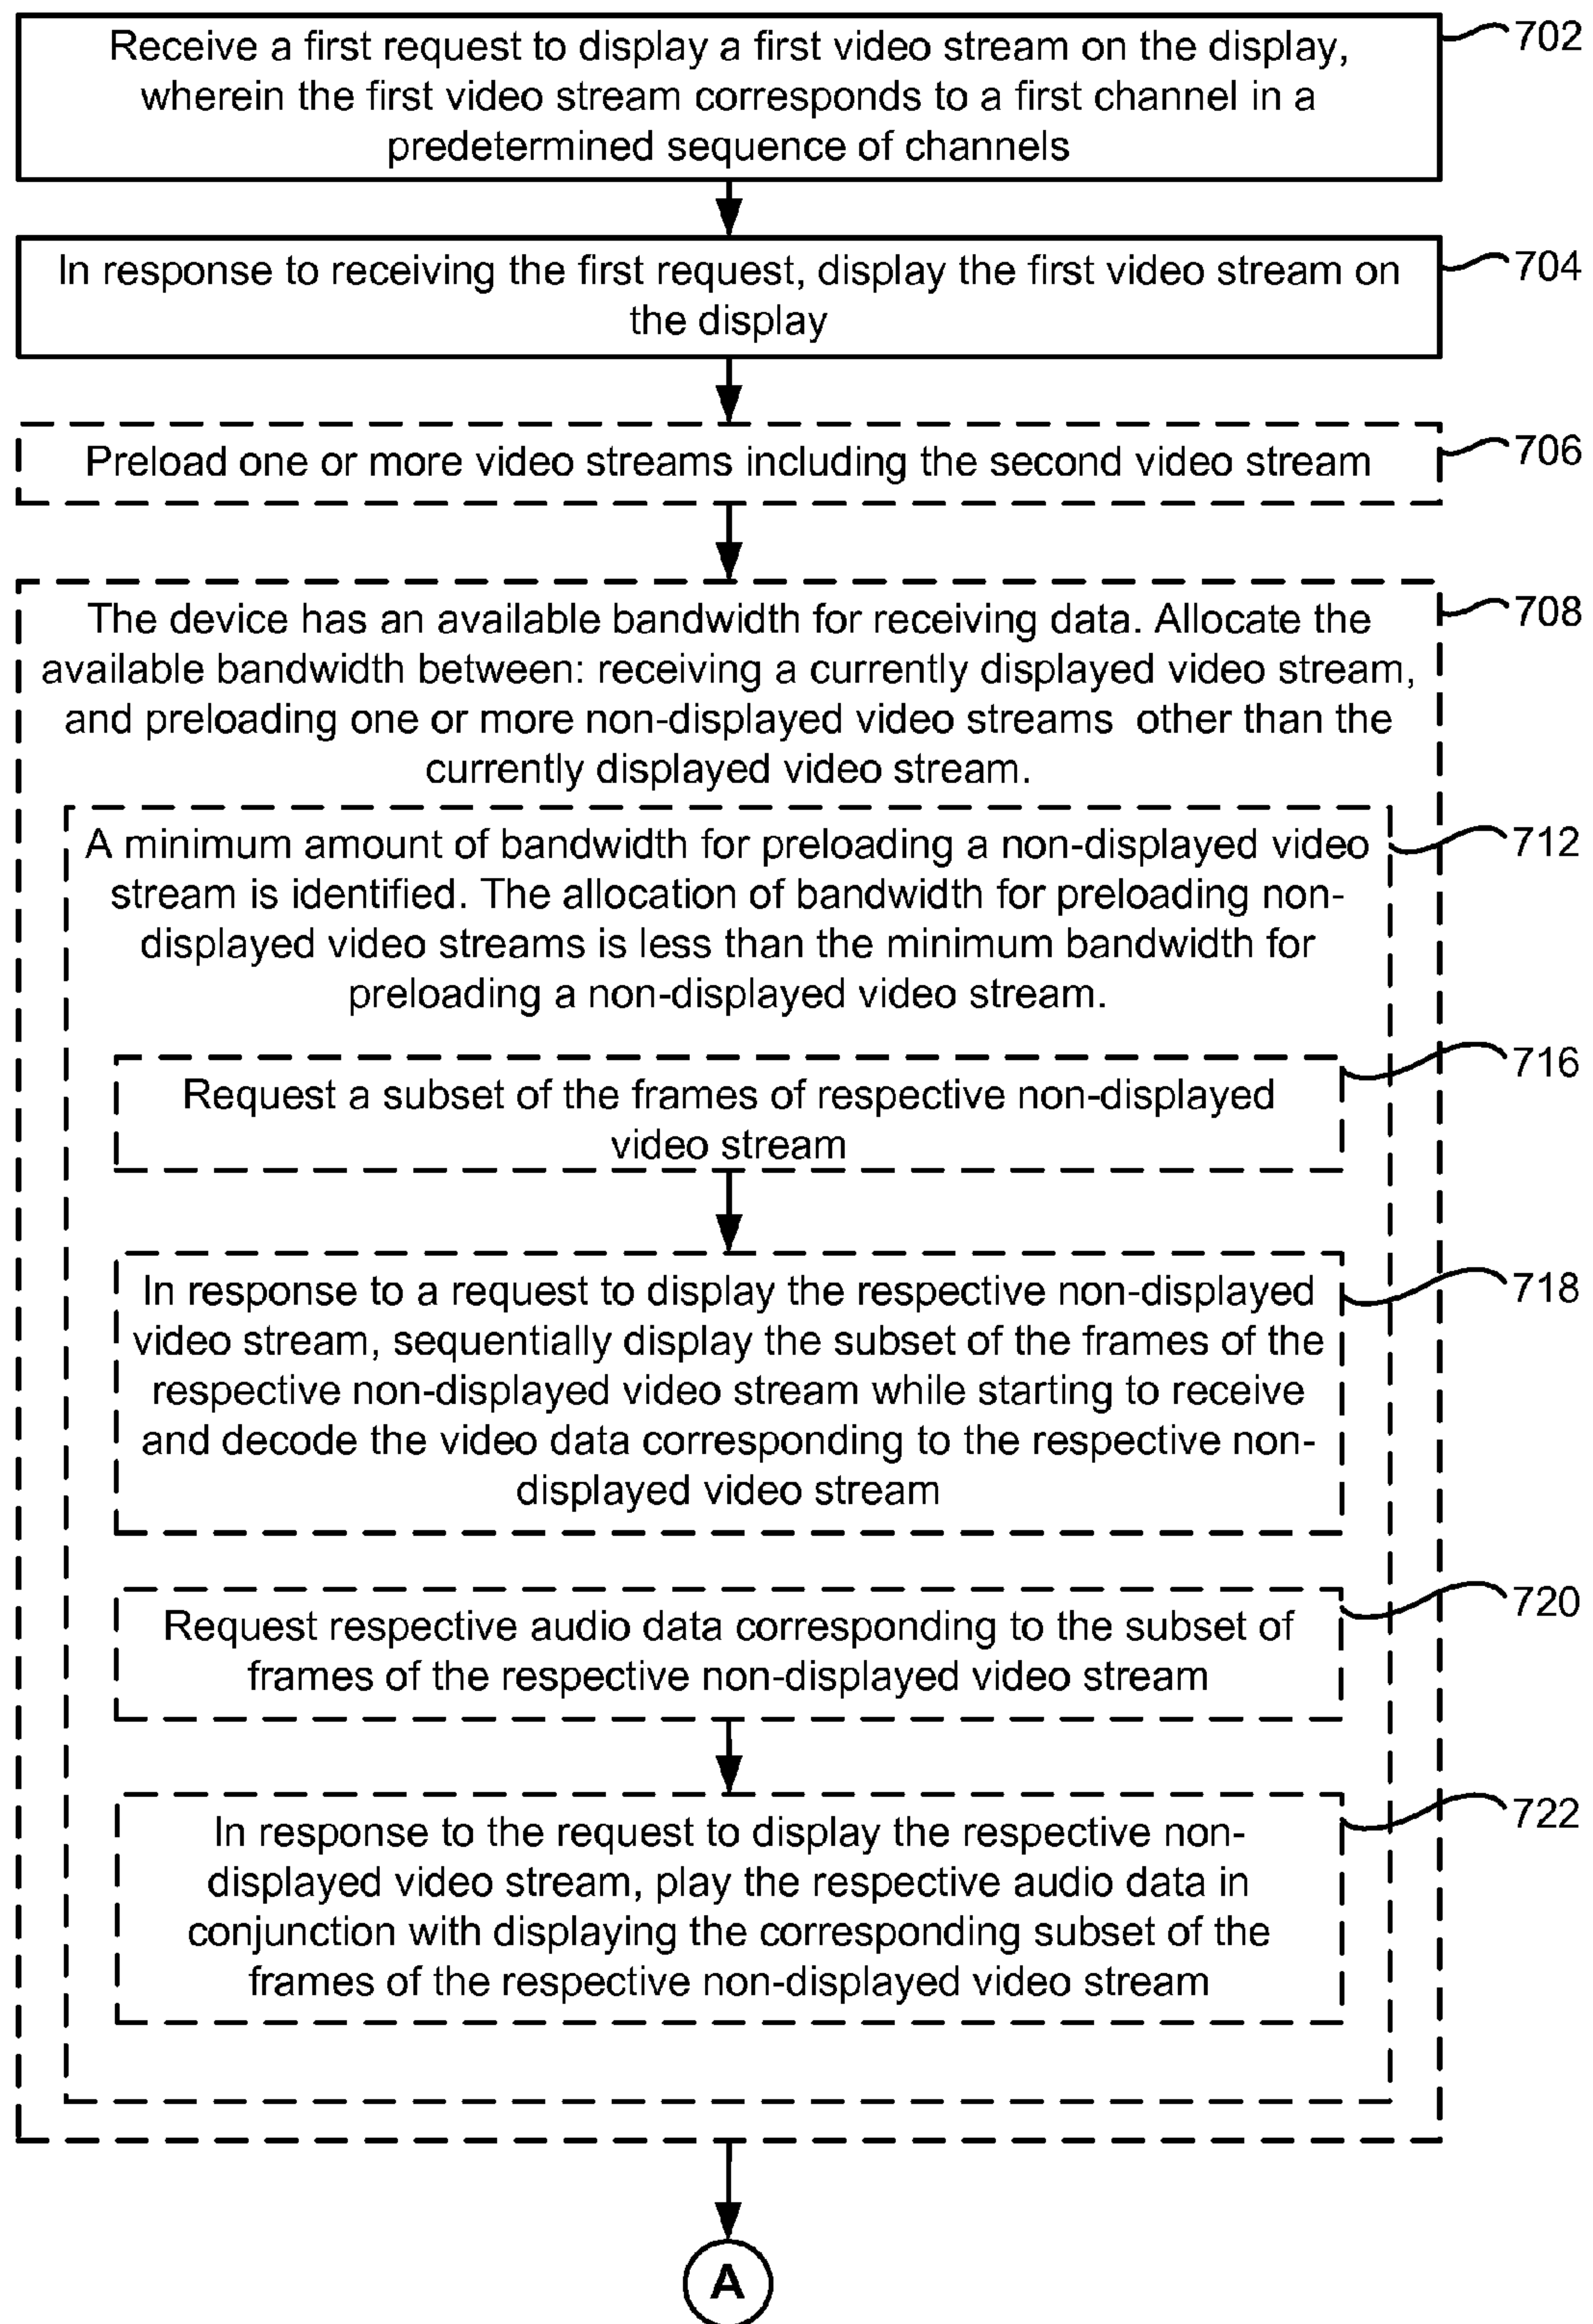 Receive a first request to display a first video stream on the display,
wherein the first video stream corresponds to a first channel in a
predetermined sequence of channels
702
In response to receiving the first request, display the first video stream on
the display
704
Preload one or more video streams including the second video stream
706
The device has an available bandwidth for receiving data. Allocate the
available bandwidth between: receiving a currently displayed video stream,
and preloading one or more non-displayed video streams other than the
currently displayed video stream.
708
A minimum amount of bandwidth for preloading a non-displayed video
stream is identified. The allocation of bandwidth for preloading non-
displayed video streams is less than the minimum bandwidth for
preloading a non-displayed video stream.
712
Request a subset of the frames of respective non-displayed
video stream
716
In response to a request to display the respective non-displayed
video stream, sequentially display the subset of the frames of the
respective non-displayed video stream while starting to receive
and decode the video data corresponding to the respective non-
displayed video stream
718
Request respective audio data corresponding to the subset of
frames of the respective non-displayed video stream
720
In response to the request to display the respective non-
displayed video stream, play the respective audio data in
conjunction with displaying the corresponding subset of the
frames of the respective non-displayed video stream
722
A